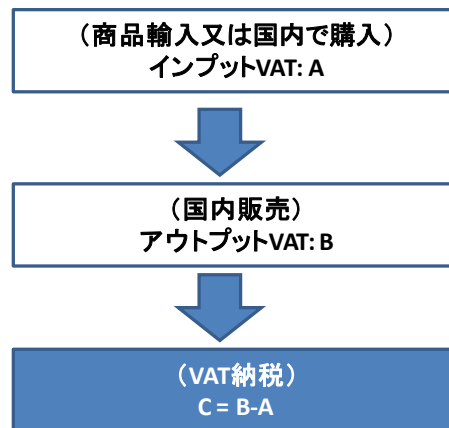 （商品輸入又は国内で購入）
インプットVAT: A
（国内販売）
アウトプットVAT: B
（VAT納税）
C = B-A